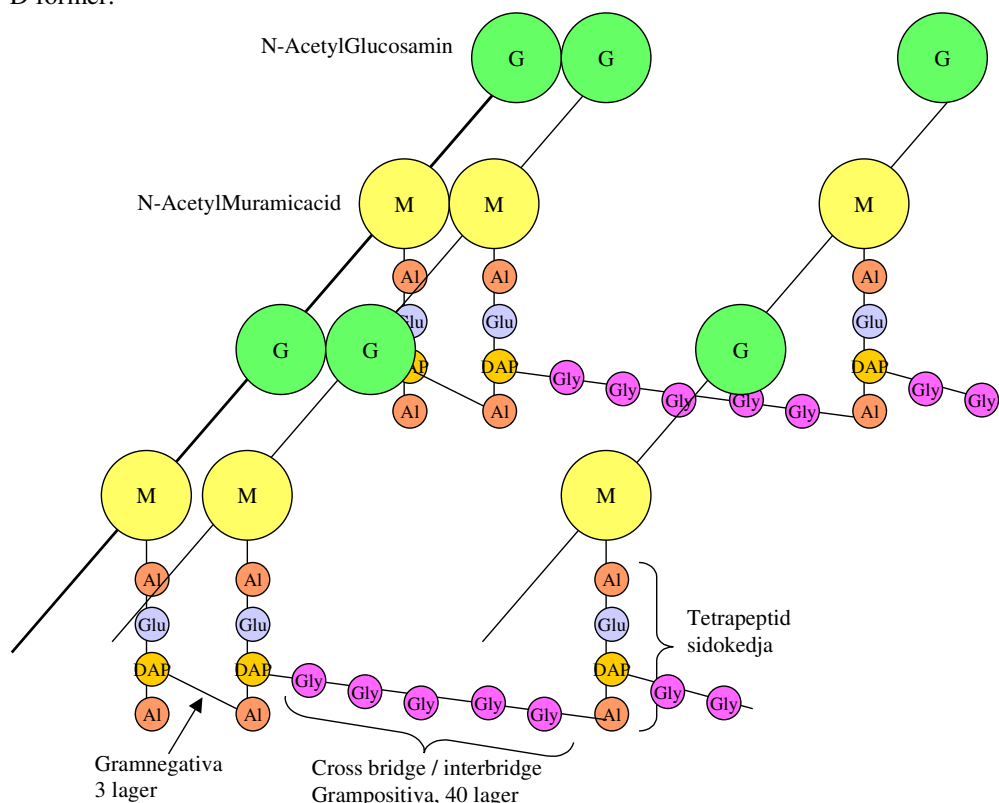 D former.
N-AcetylGlucosamin
G G G
N-AcetylMuramicacid
M M M
Al Al Al
Glu Glu Glu
G G G
AP DAP DAP
Gly Gly Gly Gly Gly Gly Gly
Al Al Al
M M M
Al Al Al
Glu Glu Glu
Tetrapeptid
sidokedja
DAP DAP DAP
Gly Gly Gly Gly Gly Gly Gly
Al Al Al
Gramnegativa
3 lager
Cross bridge / interbridge
Grampositiva, 40 lager